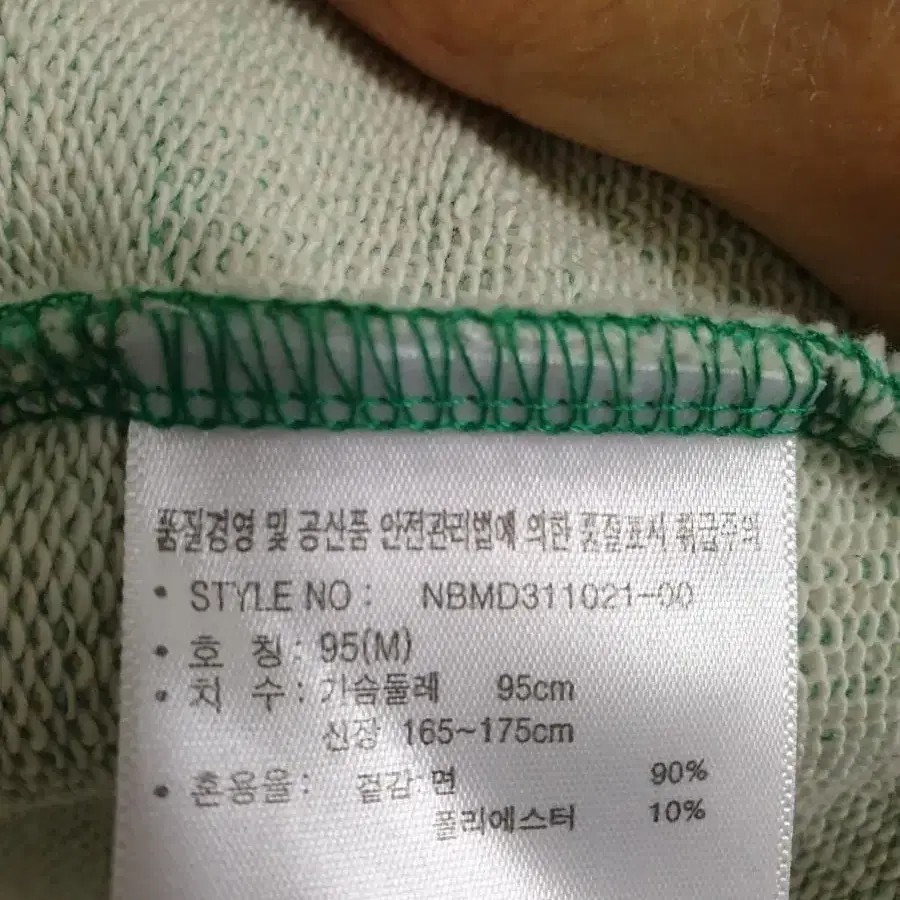 품질경영 및 공산품 안전관리법에 의한 품질표시 취급주의
• STYLE NO : NBMD311021-00
• 호 칭 : 95(M)
• 치 수 : 가슴둘레 95cm
신장 165~175cm
• 혼용율 : 겉감 면 90%
폴리에스터 10%